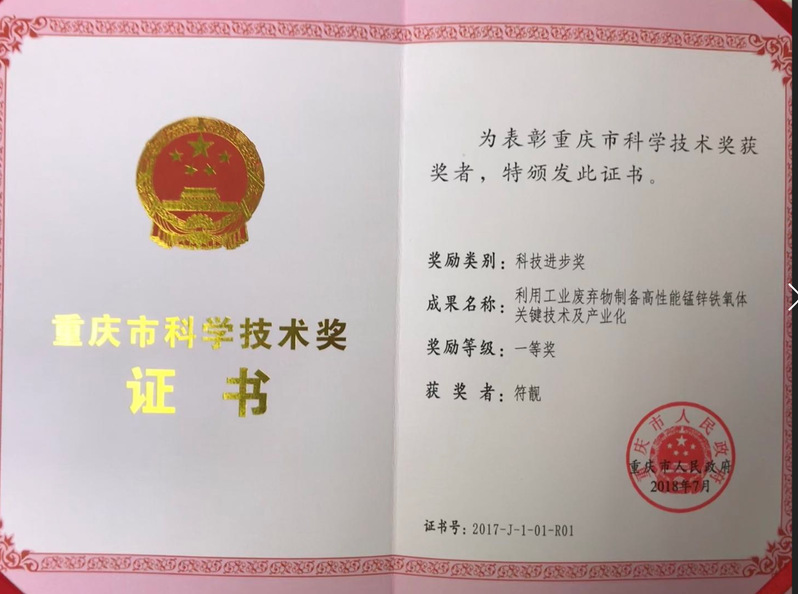 重庆市科学技术奖
证 书
为表彰重庆市科学技术奖获
奖者，特颁发此证书。
奖励类别：科技进步奖
成果名称：利用工业废弃物制备高性能锰锌铁氧体
关键技术及产业化
奖励等级：一等奖
获 奖 者：符靓
重庆市人民政府
重庆市人民政府
2018年7月
证书号：2017-J-1-01-R01